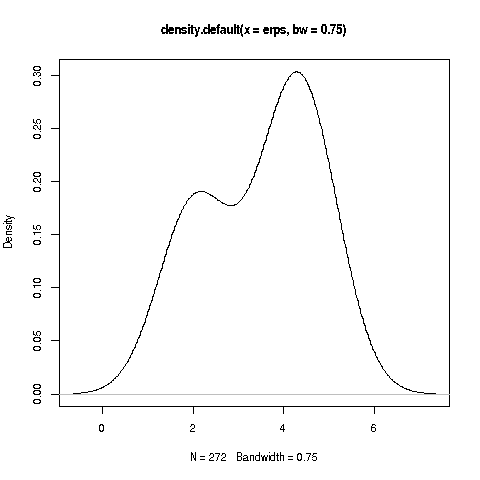 density.default(x = erps, bw = 0.75)
Density
0.30
0.25
0.20
0.15
0.10
0.05
0.00
0 2 4 6
N = 272 Bandwidth = 0.75